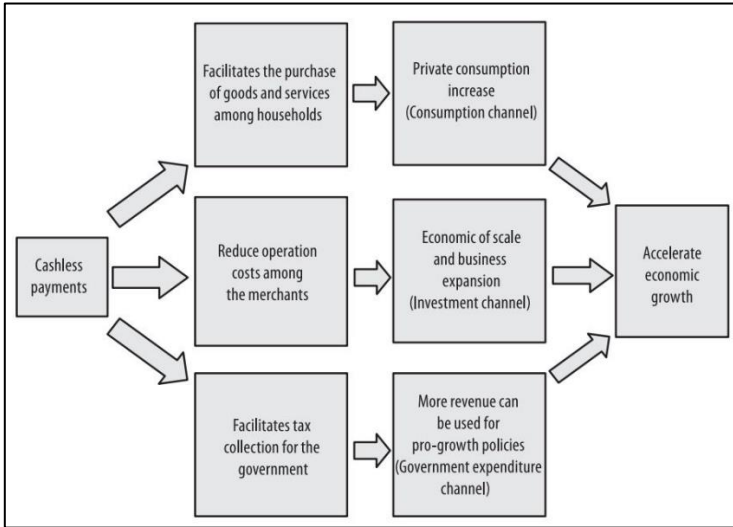 Facilitates the purchase
of goods and services
among households
Private consumption
increase
(Consumption channel)
Cashless
payments
Reduce operation
costs among
the merchants
Economic of scale
and business
expansion
(Investment channel)
Accelerate
economic
growth
Facilitates tax
collection for the
government
More revenue can
be used for
pro-growth policies
(Government expenditure
channel)